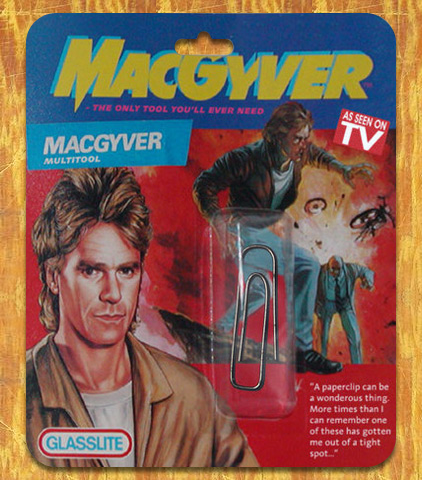 MACGYVER
- THE ONLY TOOL YOU'LL EVER NEED
AS SEEN ON
TV
MACGYVER
MULTITOOL
"A paperclip can be
a wonderous thing.
More times than I
can remember one
of these has gotten
me out of a tight
spot..."
GLASSLITE